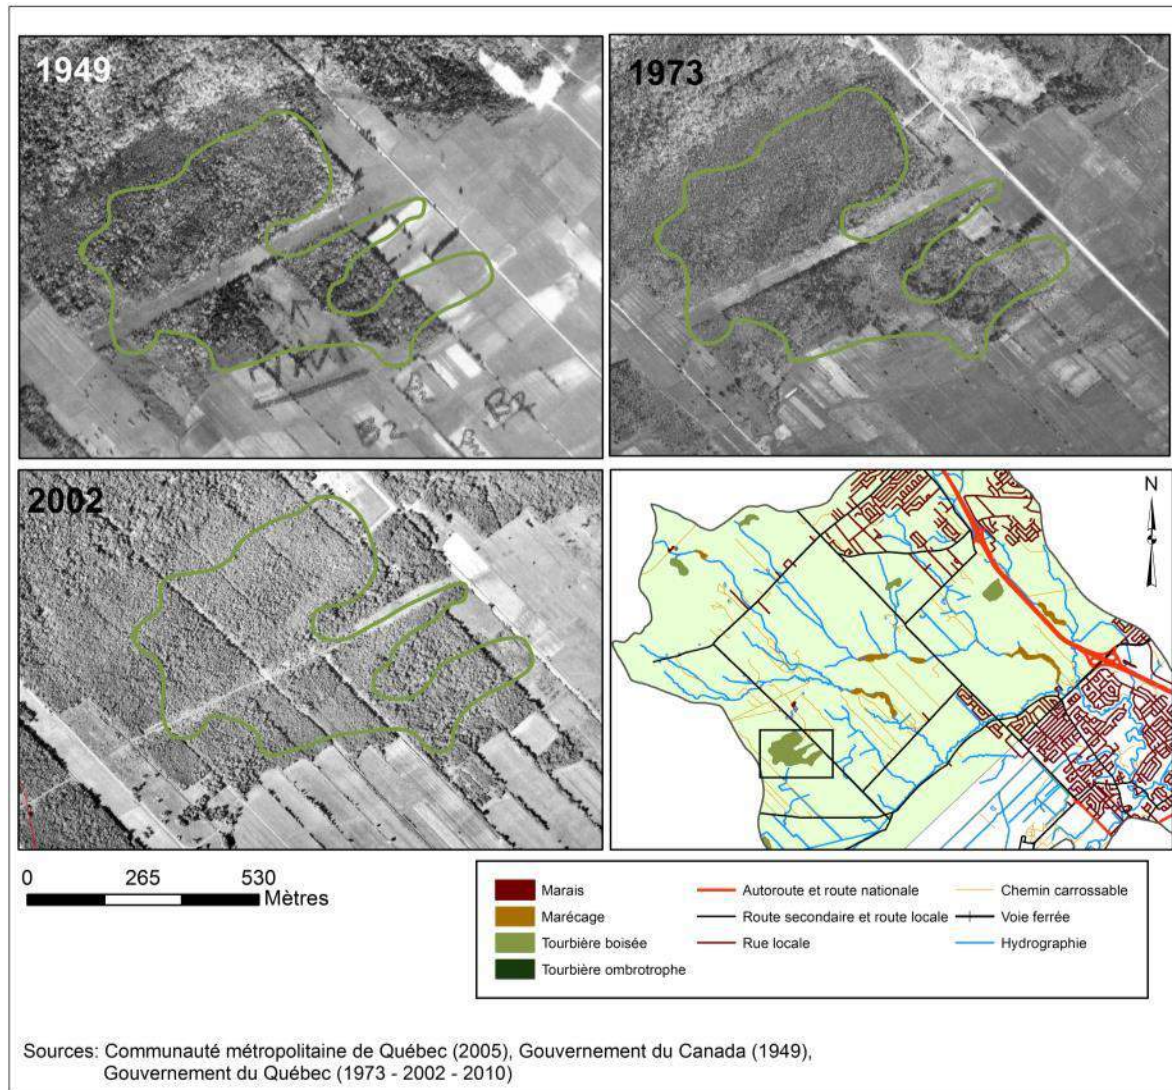 1949
1973
2002
N
0 265 530
Mètres
Marais
Marécage
Tourbière boisée
Tourbière ombrotrophe
Autoroute et route nationale
Route secondaire et route locale
Rue locale
Chemin carrossable
Voie ferrée
Hydrographie
Sources: Communauté métropolitaine de Québec (2005), Gouvernement du Canada (1949),
Gouvernement du Québec (1973 - 2002 - 2010)